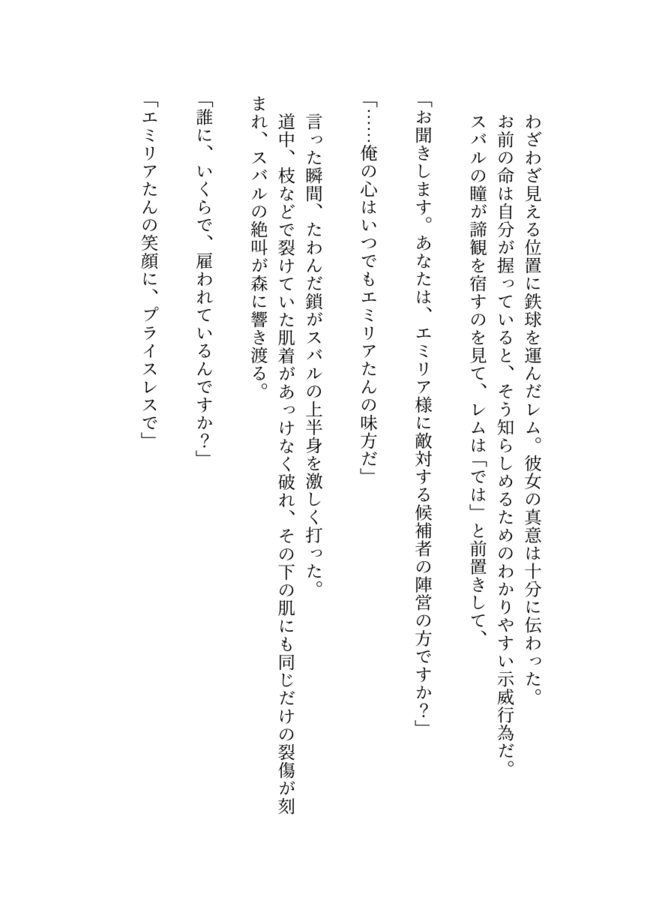 わざわざ見える位置に鉄球を運んだレム。彼女の真意は十分に伝わった。
お前の命は自分が握っていると、そう知らしめるためのわかりやすい示威行為だ。
スバルの瞳が諦観を宿すのを見て、レムは「では」と前置きして、
「お聞きします。あなたは、エミリア様に敵対する候補者の陣営の方ですか？」
「……俺の心はいつでもエミリアたんの味方だ」
言った瞬間、たわんだ鎖がスバルの上半身を激しく打った。
道中、枝などで裂けていた肌着があっけなく破れ、その下の肌にも同じだけの裂傷が刻
まれ、スバルの絶叫が森に響き渡る。
「誰に、いくらで、雇われているんですか？」
「エミリアたんの笑顔に、プライスレスで」